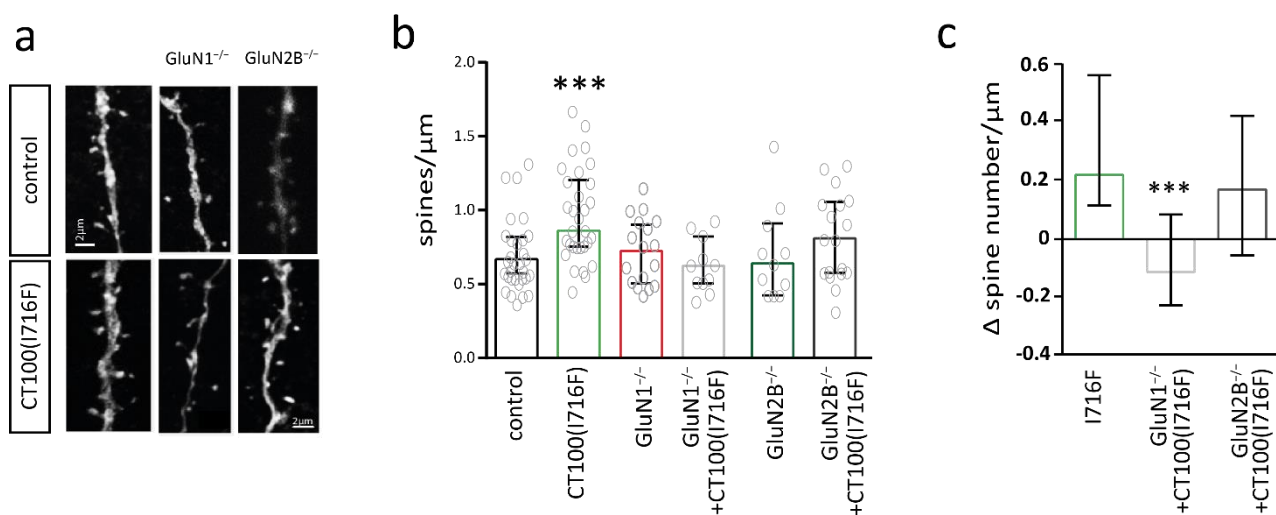 a
GluN1⁻/⁻ GluN2B⁻/⁻
control
2μm
CT100(I716F)
2μm
b
spines/μm
2.0
1.5
1.0
0.5
0.0
***
control
CT100(I716F)
GluN1⁻/⁻
GluN1⁻/⁻
+CT100(I716F)
GluN2B⁻/⁻
GluN2B⁻/⁻
+CT100(I716F)
c
Δ spine number/μm
0.6
0.4
0.2
0
-0.2
-0.4
***
I716F
GluN1⁻/⁻
+CT100(I716F)
GluN2B⁻/⁻
+CT100(I716F)